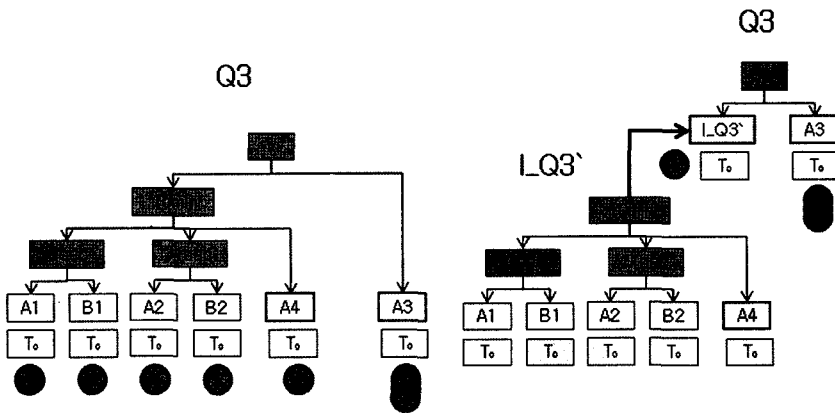 Q3
A1 B1 A2 B2 A4 A3
T₀ T₀ T₀ T₀ T₀ T₀
Q3
I_Q3` A3
T₀ T₀
I_Q3`
A1 B1 A2 B2 A4
T₀ T₀ T₀ T₀ T₀